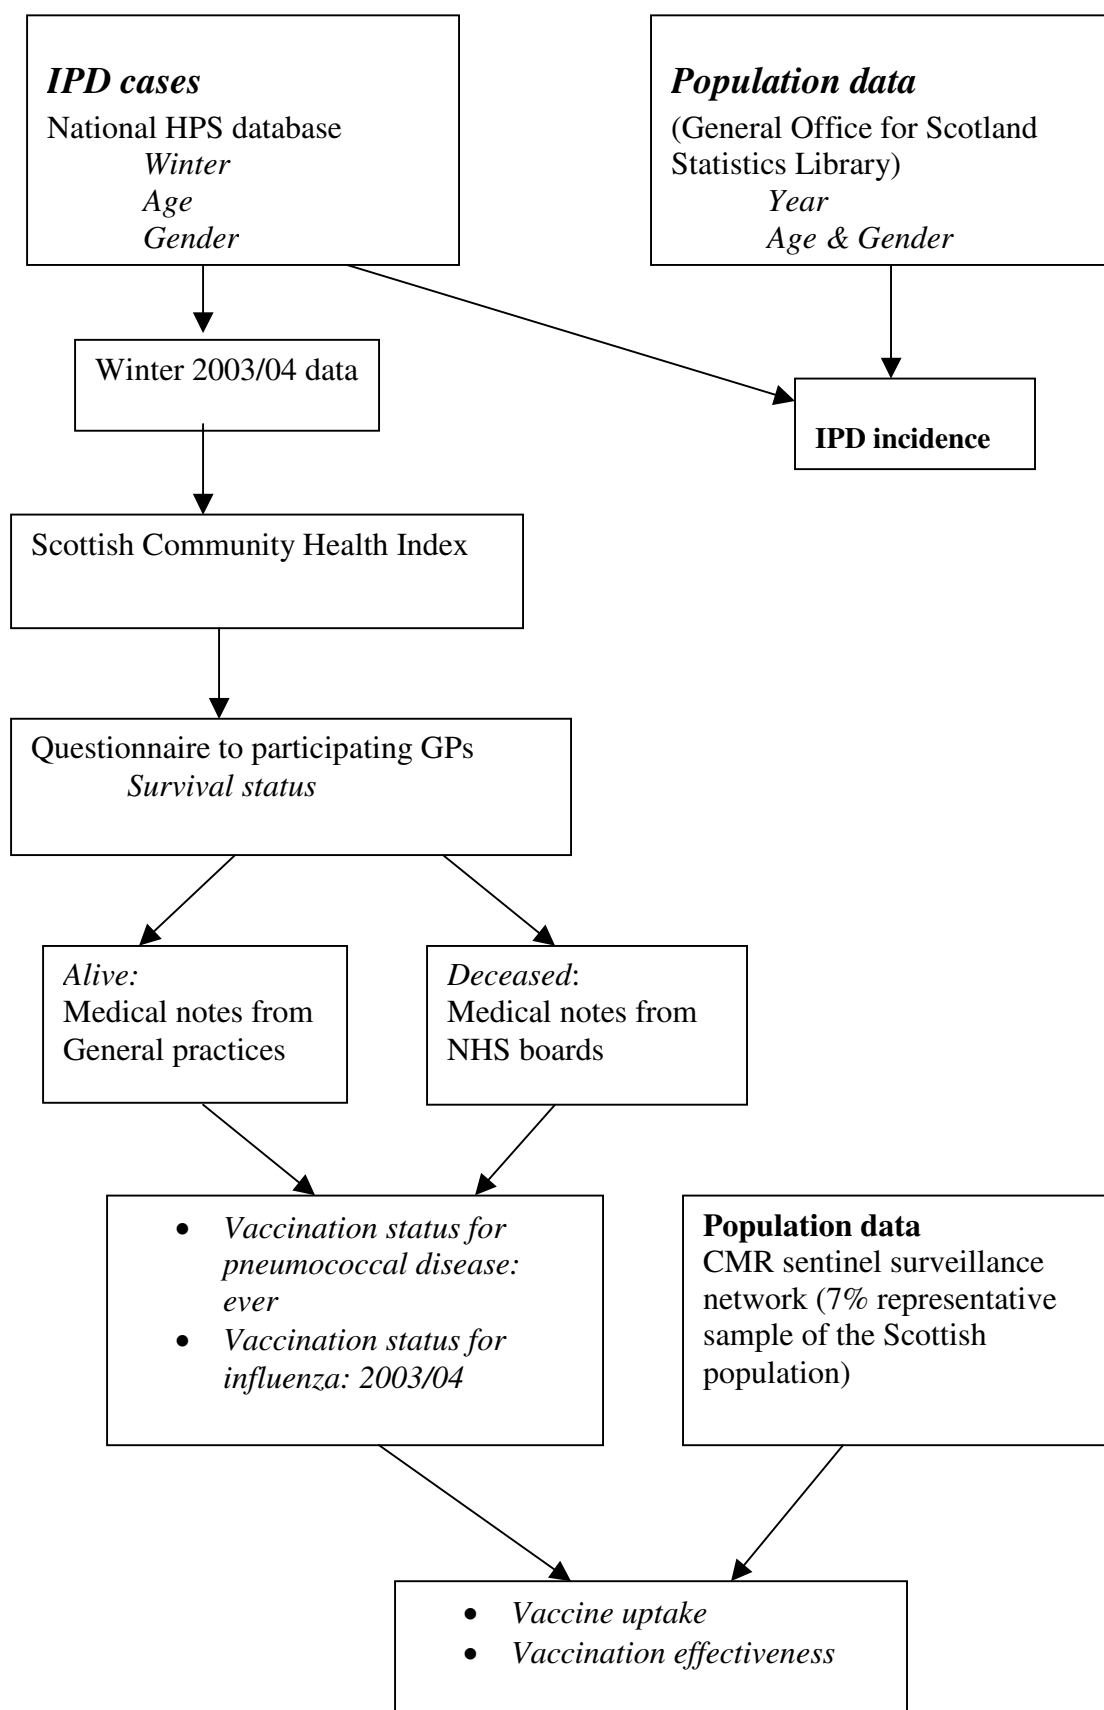 IPD cases
National HPS database
Winter
Age
Gender
Population data
(General Office for Scotland
Statistics Library)
Year
Age & Gender
Winter 2003/04 data
IPD incidence
Scottish Community Health Index
Questionnaire to participating GPs
Survival status
Alive:
Medical notes from
General practices
Deceased:
Medical notes from
NHS boards
• Vaccination status for
pneumococcal disease:
ever
• Vaccination status for
influenza: 2003/04
Population data
CMR sentinel surveillance
network (7% representative
sample of the Scottish
population)
• Vaccine uptake
• Vaccination effectiveness